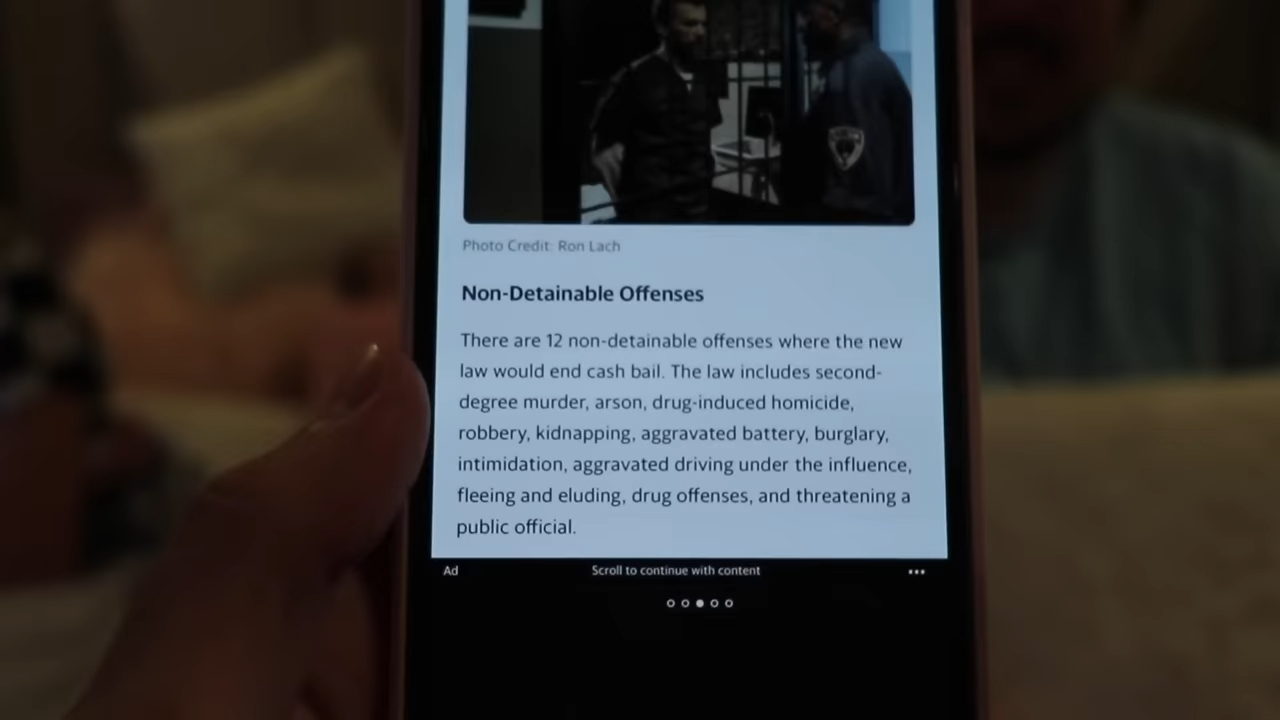 Photo Credit: Ron Lach
Non-Detainable Offenses
There are 12 non-detainable offenses where the new
law would end cash bail. The law includes second-
degree murder, arson, drug-induced homicide,
robbery, kidnapping, aggravated battery, burglary,
intimidation, aggravated driving under the influence,
fleeing and eluding, drug offenses, and threatening a
public official.
Ad Scroll to continue with content